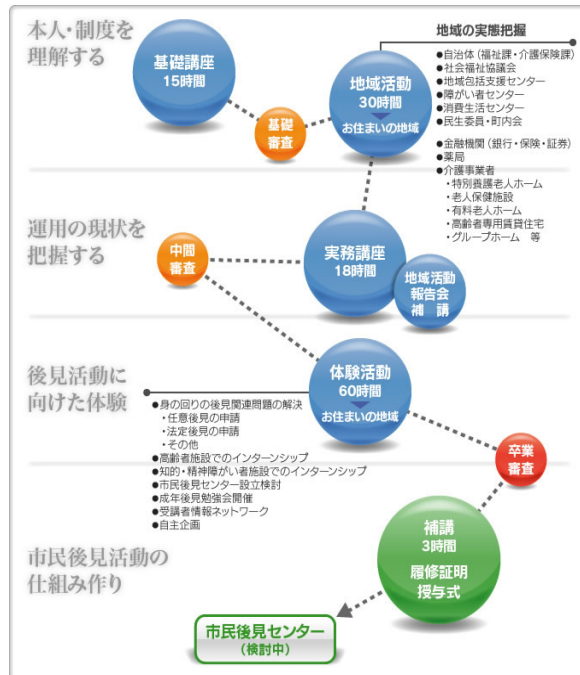 本人・制度を
理解する
基礎講座
15時間
基礎
審査
地域活動
30時間
お住まいの地域
地域の実態把握
●自治体（福祉課・介護保険課）
●社会福祉協議会
●地域包括支援センター
●障がい者センター
●消費生活センター
●民生委員・町内会
●金融機関（銀行・保険・証券）
●薬局
●介護事業者
・特別養護老人ホーム
・老人保健施設
・有料老人ホーム
・高齢者専用賃貸住宅
・グループホーム　等
運用の現状を
把握する
中間
審査
実務講座
18時間
地域活動
報告会
補　講
後見活動に
向けた体験
体験活動
60時間
お住まいの地域
●身の回りの後見関連問題の解決
・任意後見の申請
・法定後見の申請
・その他
●高齢者施設でのインターンシップ
●知的・精神障がい者施設でのインターンシップ
●市民後見センター設立検討
●成年後見勉強会開催
●受講者情報ネットワーク
●自主企画
卒業
審査
市民後見活動の
仕組み作り
補講
3時間
履修証明
授与式
市民後見センター
（検討中）